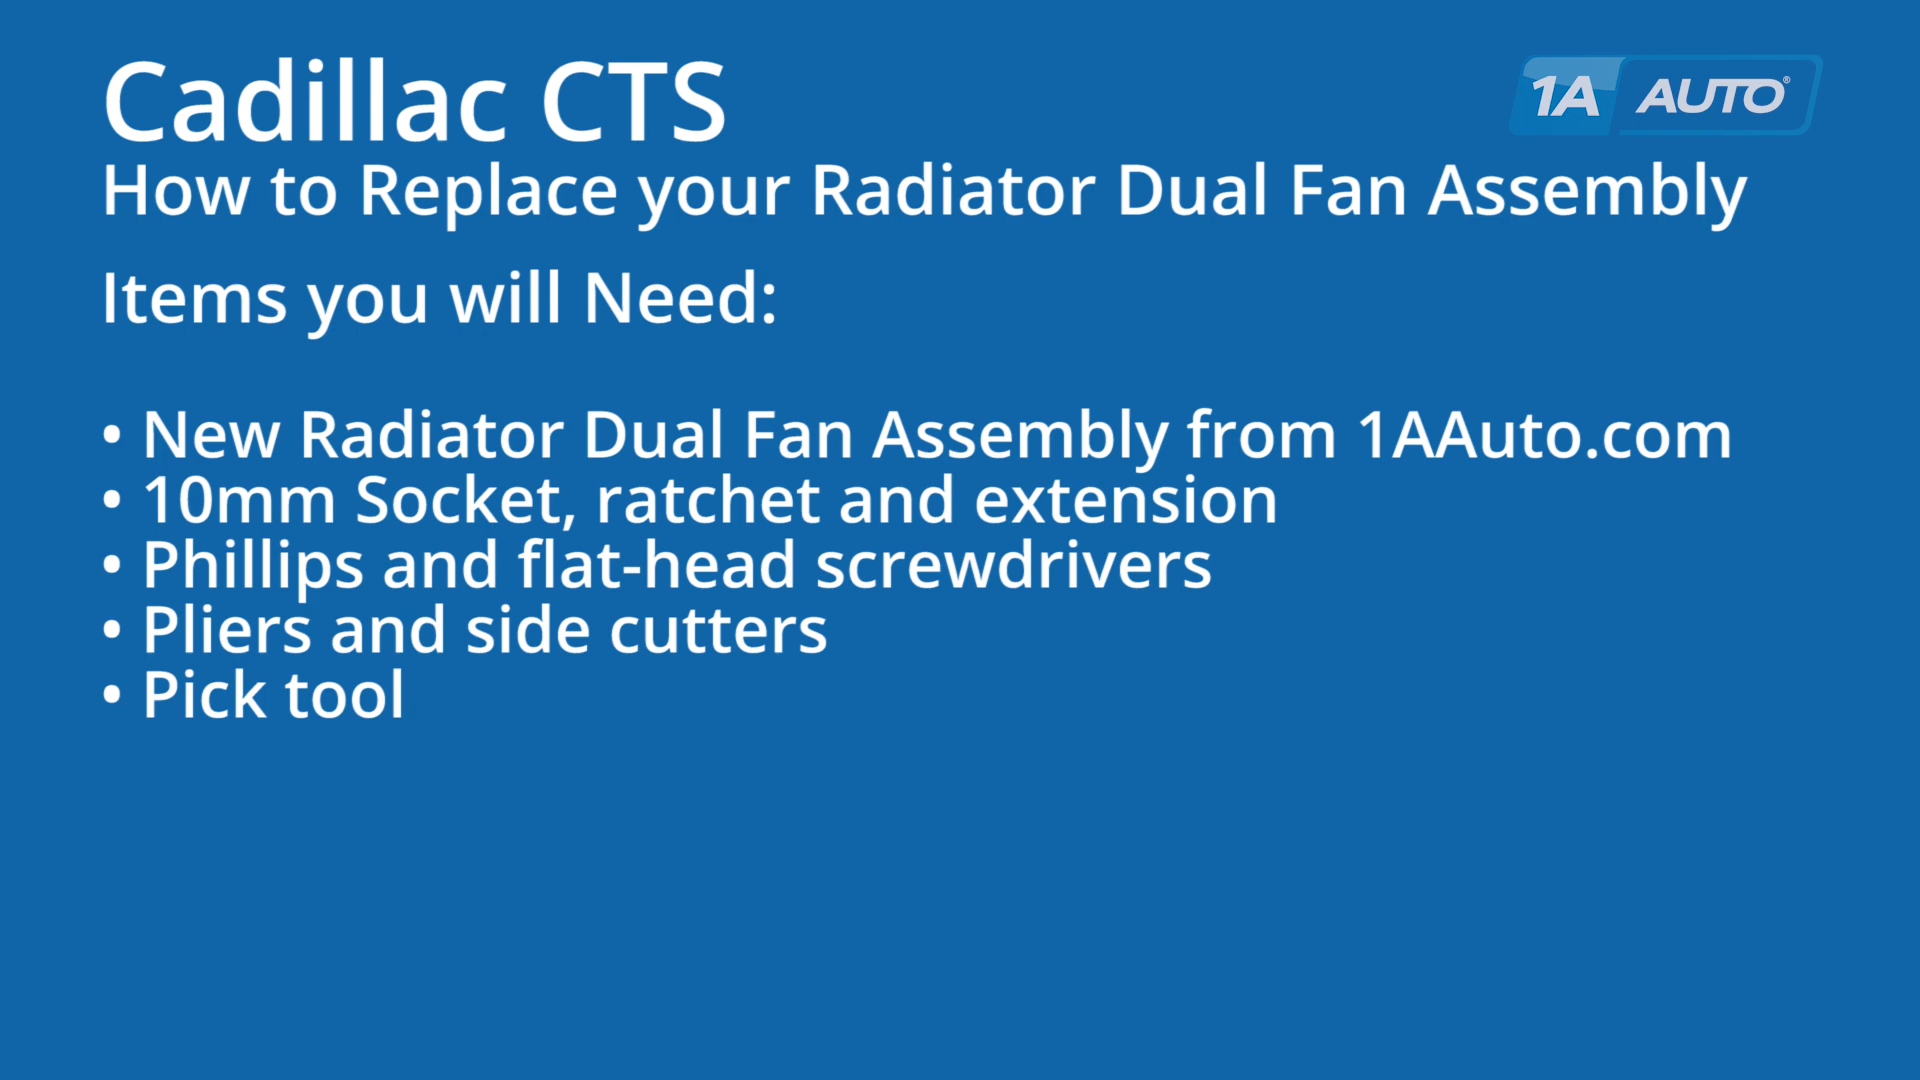 Cadillac CTS
1A AUTO®
How to Replace your Radiator Dual Fan Assembly
Items you will Need:
• New Radiator Dual Fan Assembly from 1AAuto.com
• 10mm Socket, ratchet and extension
• Phillips and flat-head screwdrivers
• Pliers and side cutters
• Pick tool